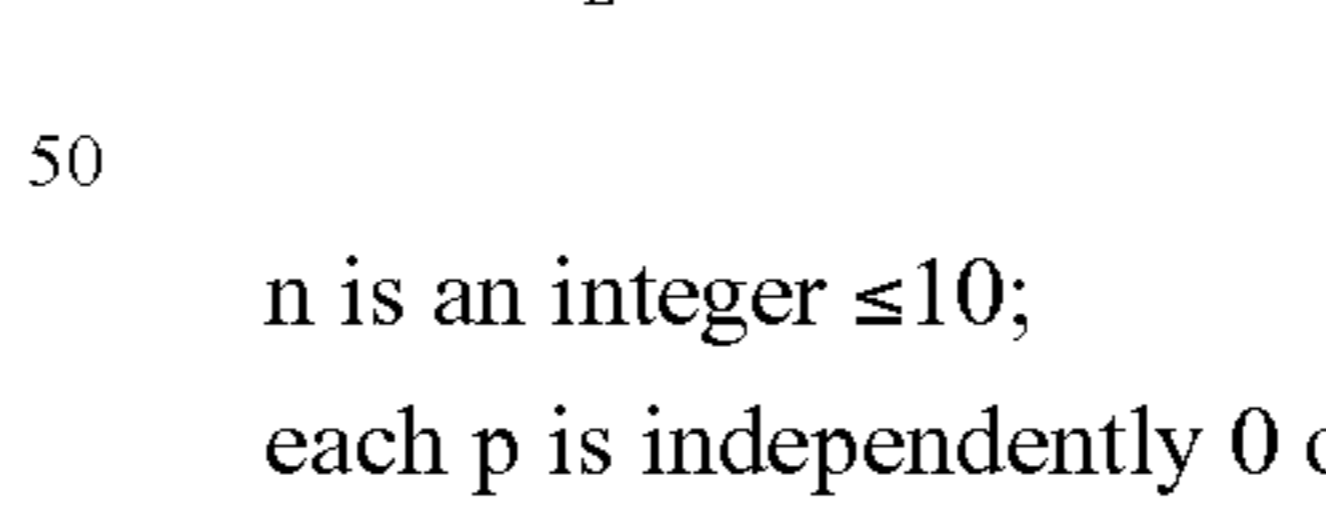 50
n is an integer ≤10;
each p is independently 0